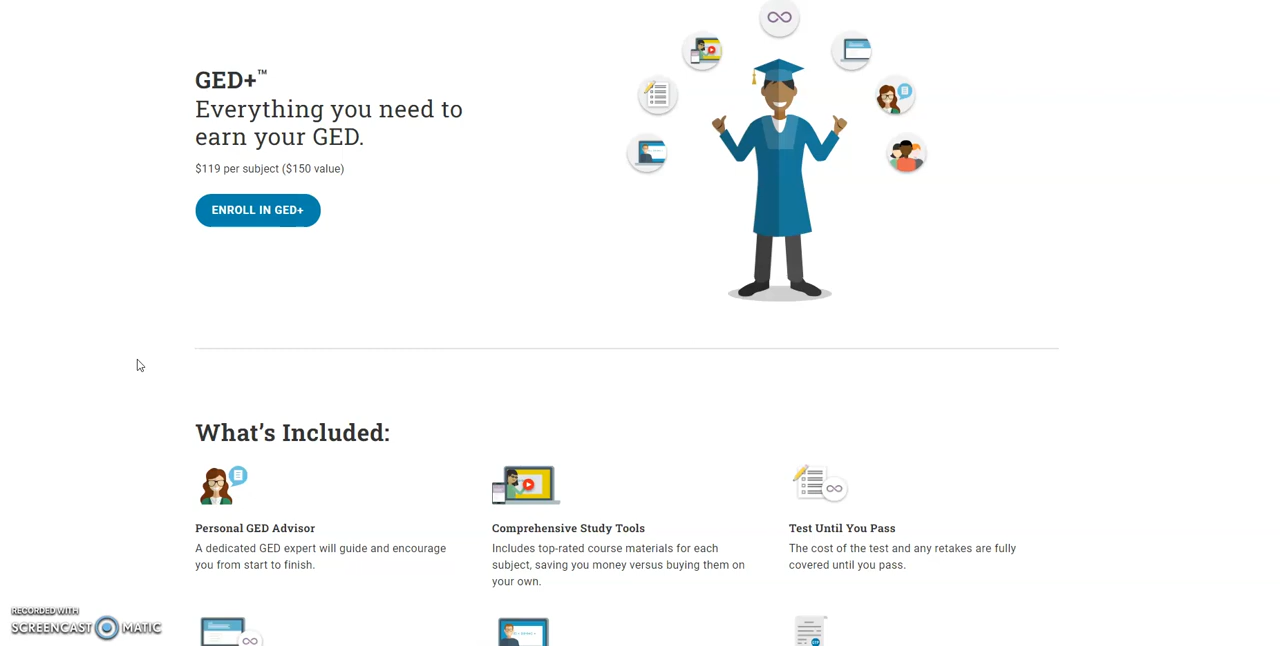 GED+™
Everything you need to
earn your GED.
$119 per subject ($150 value)
ENROLL IN GED+
What's Included:
Personal GED Advisor
A dedicated GED expert will guide and encourage
you from start to finish.
Comprehensive Study Tools
Includes top-rated course materials for each
subject, saving you money versus buying them on
your own.
Test Until You Pass
The cost of the test and any retakes are fully
covered until you pass.
RECORDED WITH
SCREENCAST MATIC